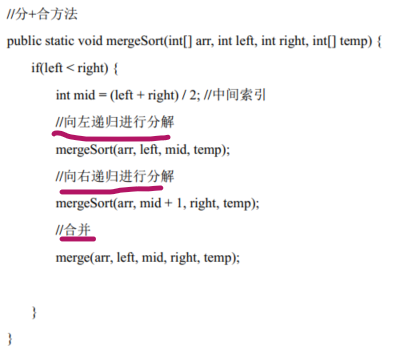 //分+合方法
public static void mergeSort(int[] arr, int left, int right, int[] temp) {
if(left < right) {
int mid = (left + right) / 2; //中间索引
//向左递归进行分解
mergeSort(arr, left, mid, temp);
//向右递归进行分解
mergeSort(arr, mid + 1, right, temp);
//合并
merge(arr, left, mid, right, temp);
}
}